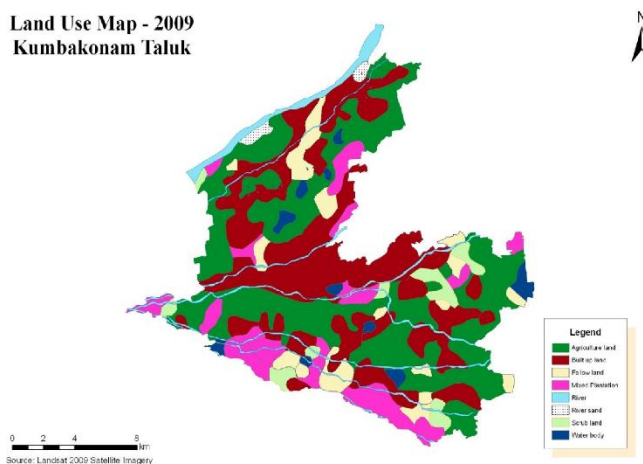 Land Use Map - 2009
Kumbakonam Taluk
N
Legend
Agriculture land
Built up land
Fallow land
Mixed Plantation
River
River sand
Scrub land
Water body
0 2 4 8
km
Source: Landsat 2009 Satellite Imagery